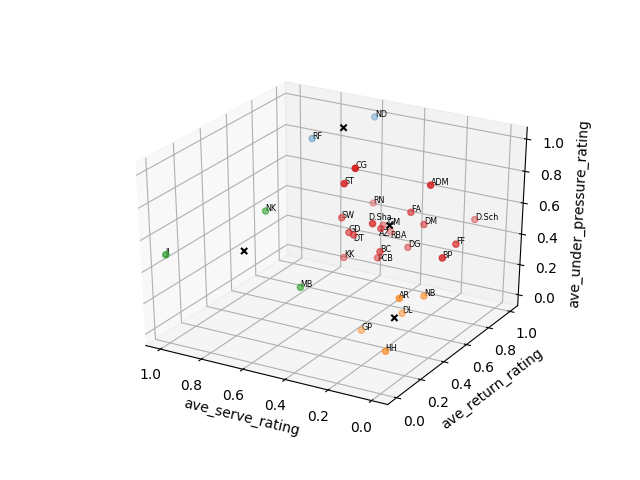 ND
RF
CG
ST
ADM
RN
NK
FA
D.Sch
SW
D.Sha
DM
GD
DT
AZ
RBA
FF
DG
BC
BP
KK
PCB
MB
AR
NB
DL
GP
HH
1.0
0.8
0.6
0.4
0.2
0.0
ave_serve_rating
0.0
0.2
0.4
0.6
0.8
1.0
ave_return_rating
0.0
0.2
0.4
0.6
0.8
1.0
ave_under_pressure_rating